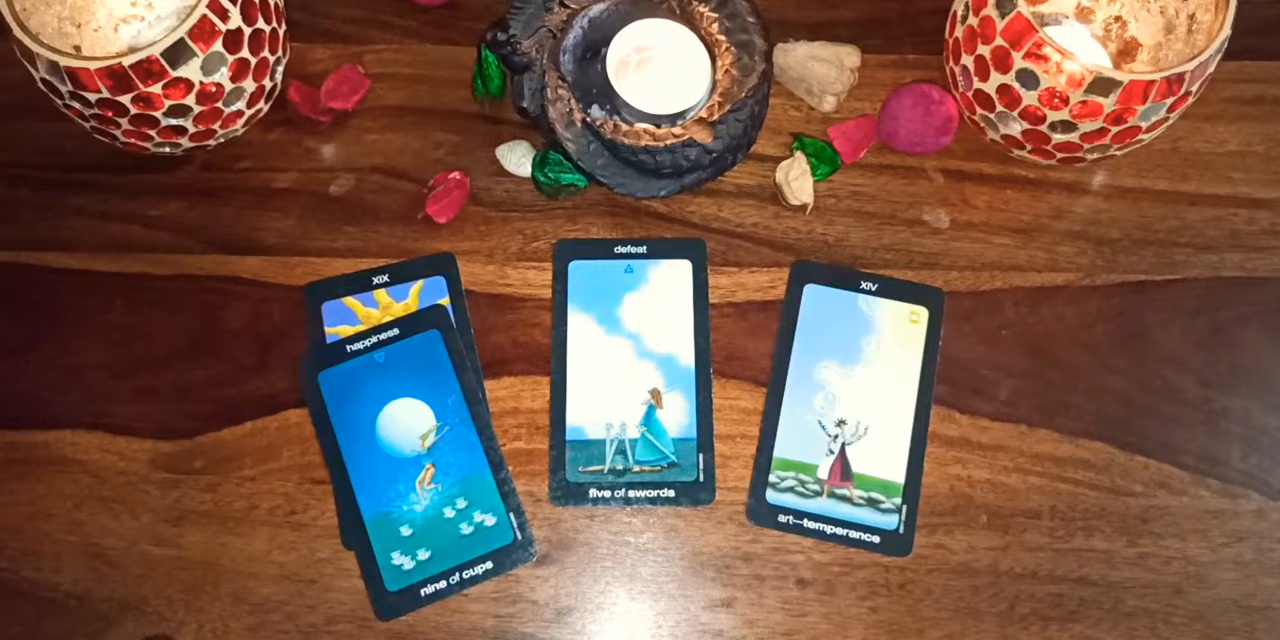 XIX
happiness
nine of cups
defeat
five of swords
XIV
art—temperance